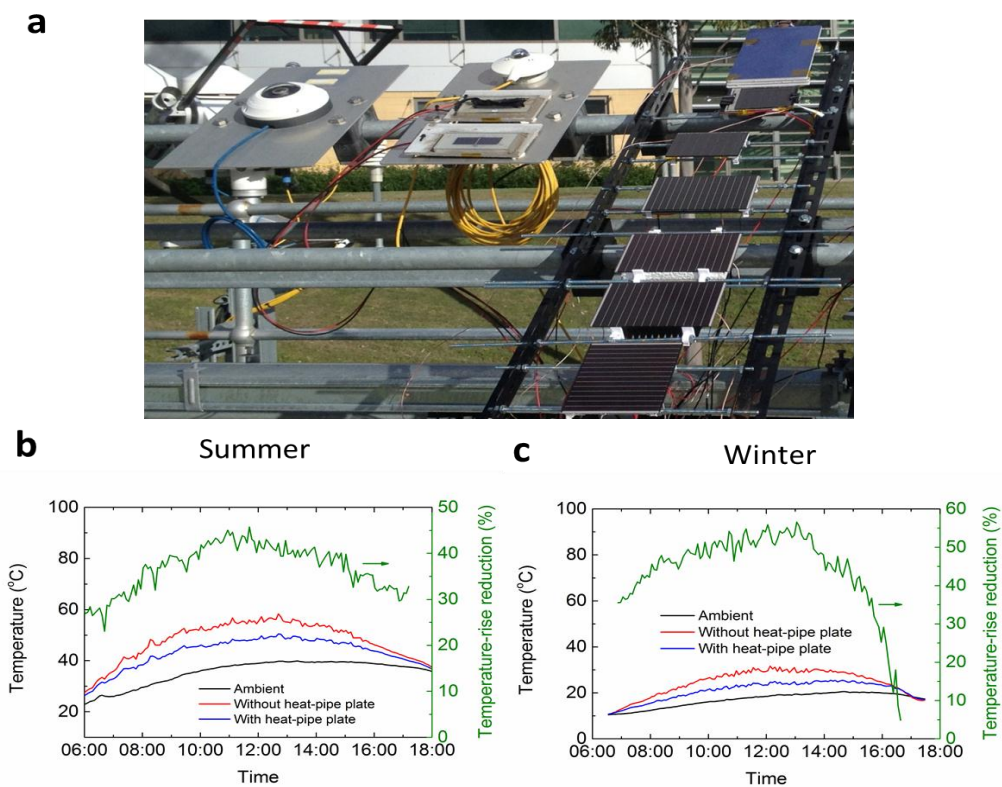 a
b
Summer
Temperature (°C)
100
80
60
40
20
50
40
30
20
10
0
Temperature-rise reduction (%)
Ambient
Without heat-pipe plate
With heat-pipe plate
06:00 08:00 10:00 12:00 14:00 16:00 18:00
Time
c
Winter
Temperature (°C)
100
80
60
40
20
0
60
50
40
30
20
10
0
Temperature-rise reduction (%)
Ambient
Without heat-pipe plate
With heat-pipe plate
06:00 08:00 10:00 12:00 14:00 16:00 18:00
Time